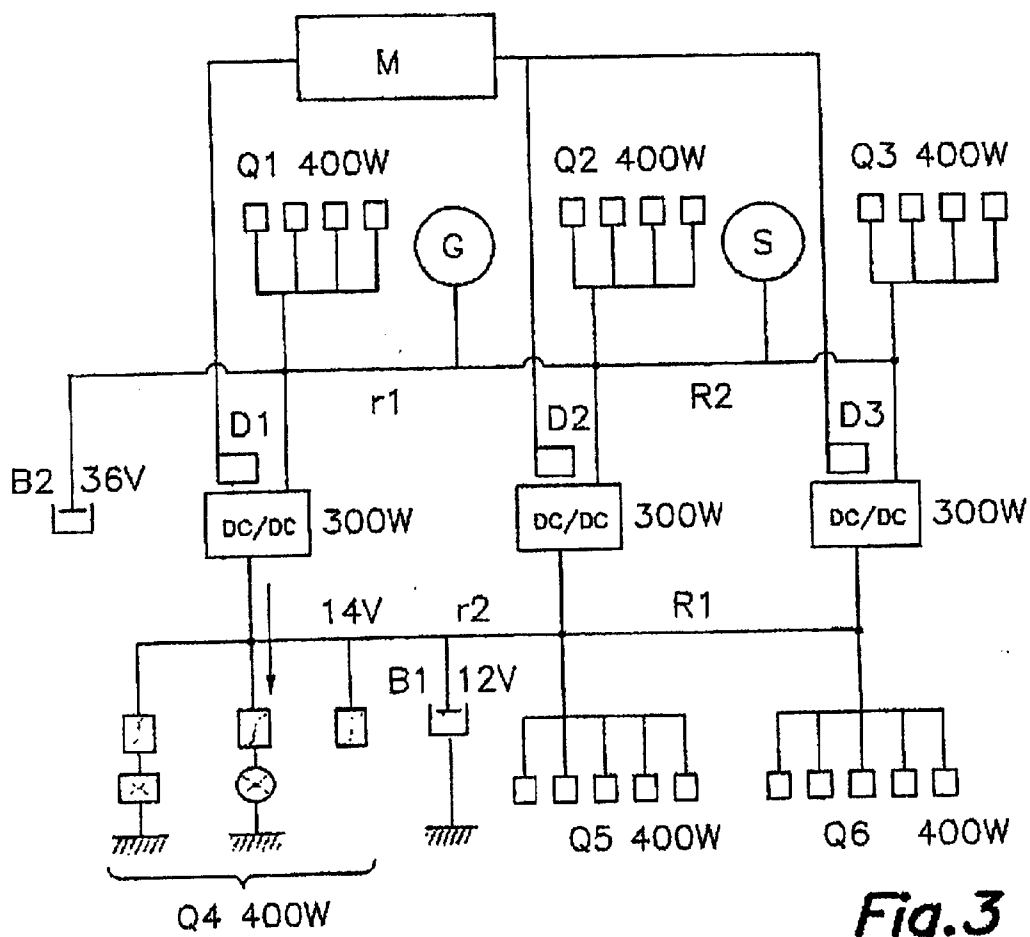 M
Q1 400W
Q2 400W
Q3 400W
G
S
r1
R2
D1
D2
D3
B2 36V
DC/DC 300W
DC/DC 300W
DC/DC 300W
14V
r2
R1
B1 12V
Q5 400W
Q6 400W
Q4 400W
Fig.3